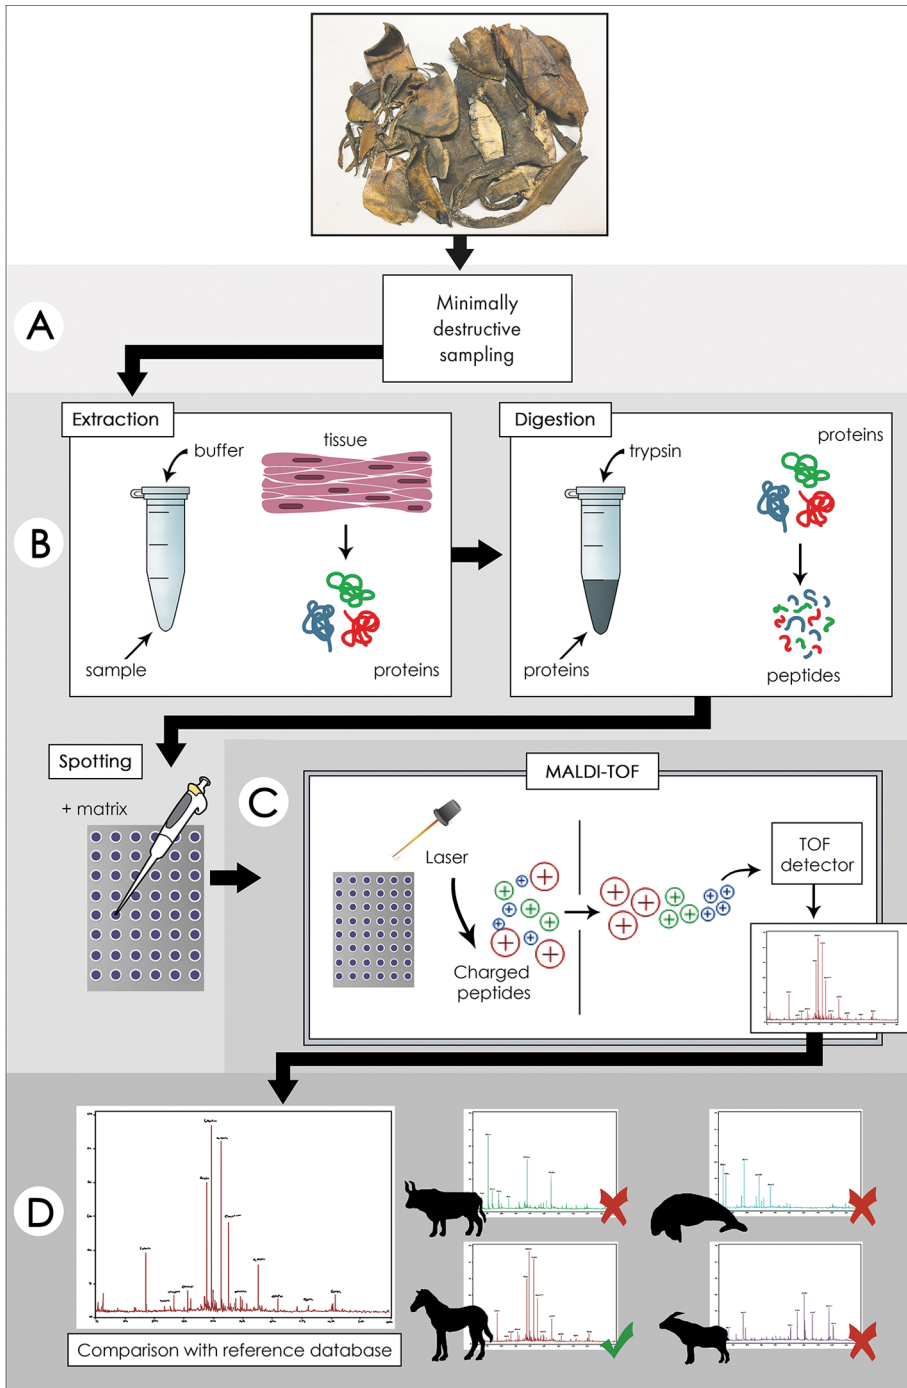 A
Minimally
destructive
sampling
B
Extraction
buffer
tissue
sample
proteins
Digestion
trypsin
proteins
proteins
peptides
Spotting
+ matrix
C
MALDI-TOF
Laser
Charged
peptides
TOF
detector
D
Comparison with reference database